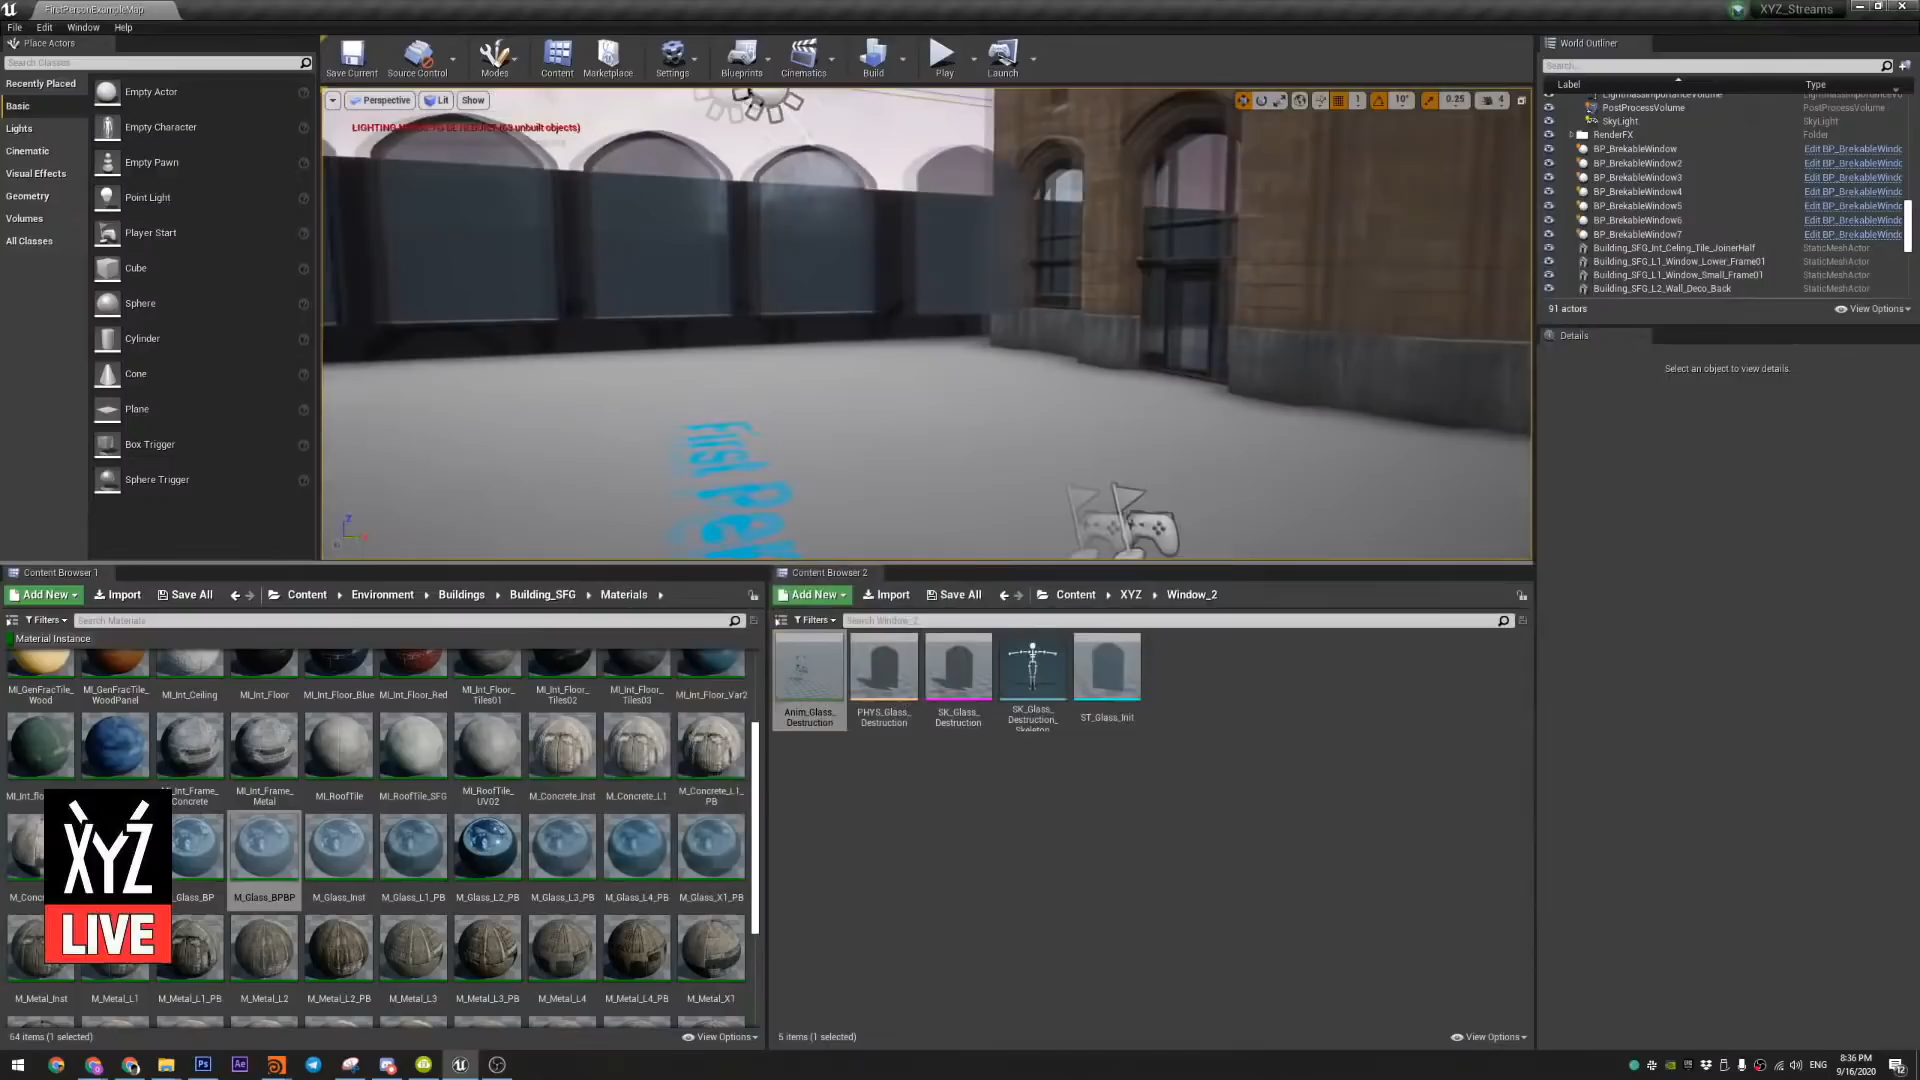 FirstPersonExampleMap
XYZ_Streams
File Edit Window Help
Place Actors
Search Classes
Recently Placed
Basic
Lights
Cinematic
Visual Effects
Geometry
Volumes
All Classes
Empty Actor
Empty Character
Empty Pawn
Point Light
Player Start
Cube
Sphere
Cylinder
Cone
Plane
Box Trigger
Sphere Trigger
Save Current Source Control Modes Content Marketplace Settings Blueprints Cinematics Build Play Launch
Perspective Lit Show
10° 0.25 4
First Per
World Outliner
Search...
Label Type
LightmassImportanceVolume
PostProcessVolume PostProcessVolume
SkyLight SkyLight
RenderFX Folder
BP_BrekableWindow Edit BP_BrekableWindo
BP_BrekableWindow2 Edit BP_BrekableWindo
BP_BrekableWindow3 Edit BP_BrekableWindo
BP_BrekableWindow4 Edit BP_BrekableWindo
BP_BrekableWindow5 Edit BP_BrekableWindo
BP_BrekableWindow6 Edit BP_BrekableWindo
BP_BrekableWindow7 Edit BP_BrekableWindo
Building_SFG_Int_Celing_Tile_JoinerHalf StaticMeshActor
Building_SFG_L1_Window_Lower_Frame01 StaticMeshActor
Building_SFG_L1_Window_Small_Frame01 StaticMeshActor
Building_SFG_L2_Wall_Deco_Back StaticMeshActor
91 actors View Options
Details
Select an object to view details.
Content Browser 1
Add New Import Save All Content Environment Buildings Building_SFG Materials
Filters Search Materials
Material Instance
MI_GenFracTile_Wood MI_GenFracTile_WoodPanel MI_Int_Ceiling MI_Int_Floor MI_Int_Floor_Blue MI_Int_Floor_Red MI_Int_Floor_Tiles01 MI_Int_Floor_Tiles02 MI_Int_Floor_Tiles03 MI_Int_Floor_Var2
MI_Int_Frame_Concrete MI_Int_Frame_Metal MI_RoofTile MI_RoofTile_SFG MI_RoofTile_UV02 M_Concrete_Inst M_Concrete_L1 M_Concrete_L1_PB
M_Conc _Glass_BP M_Glass_BPBP M_Glass_Inst M_Glass_L1_PB M_Glass_L2_PB M_Glass_L3_PB M_Glass_L4_PB M_Glass_X1_PB
M_Metal_Inst M_Metal_L1 M_Metal_L1_PB M_Metal_L2 M_Metal_L2_PB M_Metal_L3 M_Metal_L3_PB M_Metal_L4 M_Metal_L4_PB M_Metal_X1
64 items (1 selected) View Options
XYZ
LIVE
Content Browser 2
Add New Import Save All Content XYZ Window_2
Filters Search Window_2
Anim_Glass_Destruction PHYS_Glass_Destruction SK_Glass_Destruction SK_Glass_Destruction_Skeleton ST_Glass_Init
5 items (1 selected) View Options
Ps Ae
ENG
8:36 PM
9/16/2020